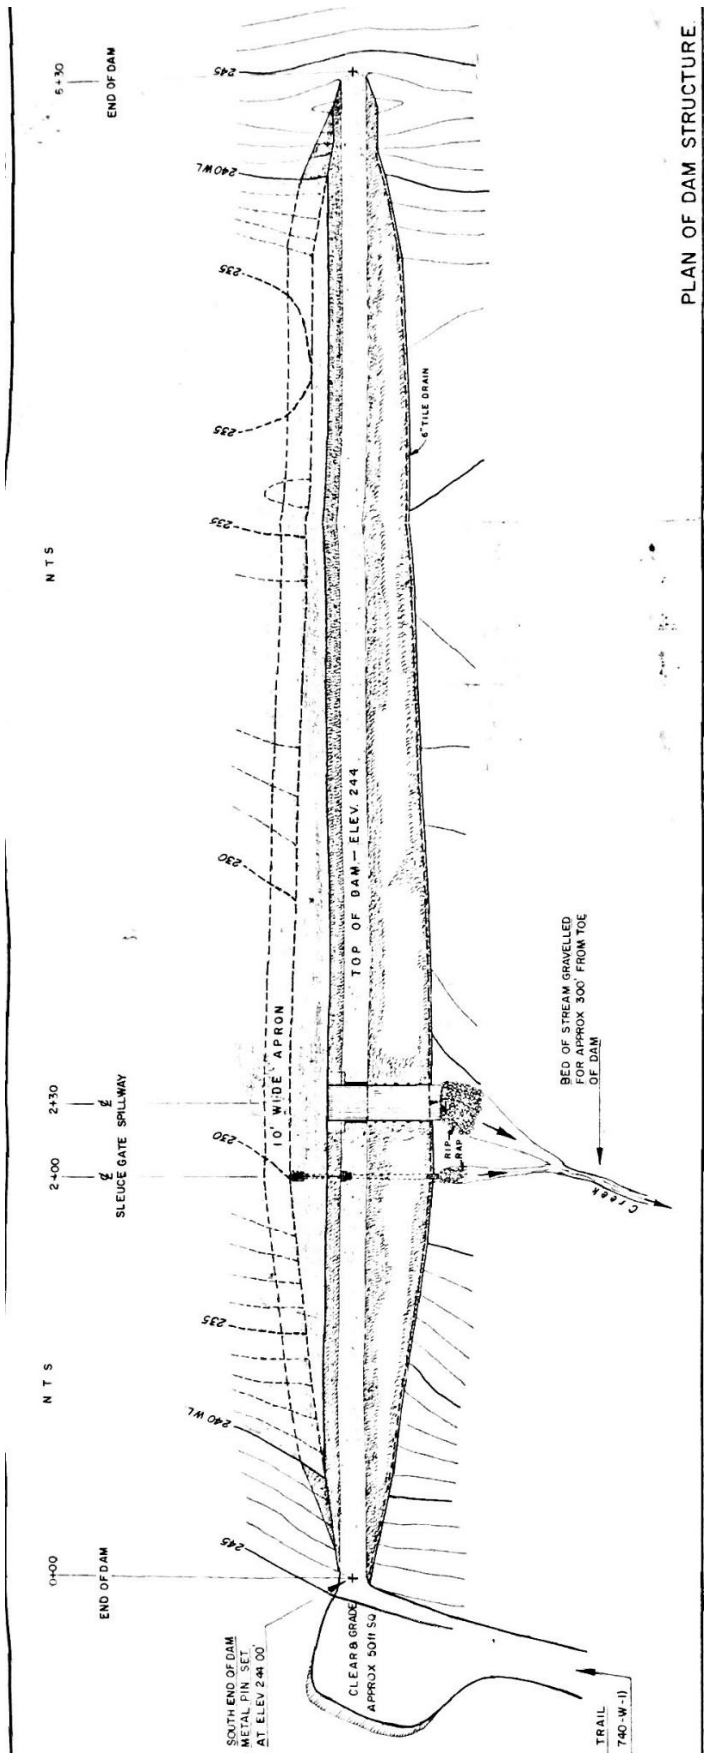 PLAN OF DAM STRUCTURE
0+00
END OF DAM
N T S
2+00
℄
SLEUCE GATE SPILLWAY
2+30
℄
N T S
6+30
END OF DAM
245
240 WL
235
230
10' WIDE APRON
230
235
235
235
240 WL
245
TOP OF DAM - ELEV. 244
6" TILE DRAIN
RIP
RAP
BED OF STREAM GRAVELLED
FOR APPROX 300' FROM TOE
OF DAM
Creek
SOUTH END OF DAM
METAL PIN SET
AT ELEV 244 00'
CLEAR & GRADE
APPROX 50ft SQ
TRAIL
740-W-1)